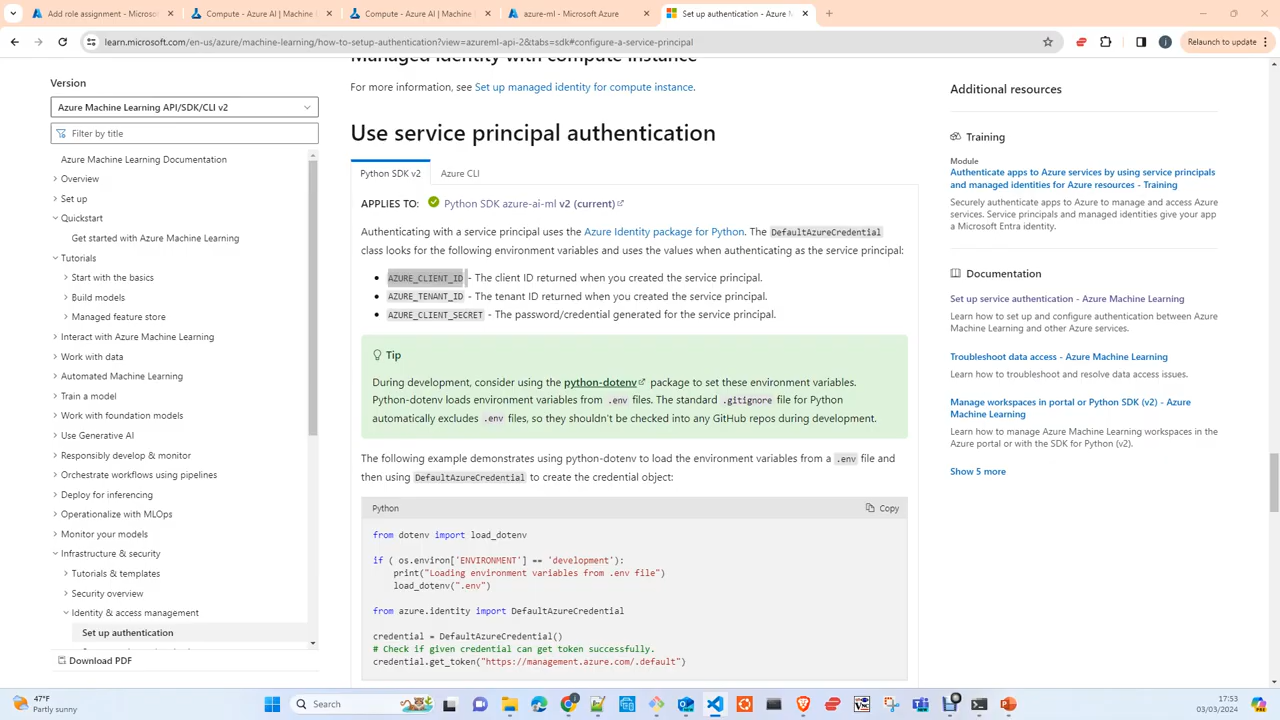 Add role assignment - Microsof
Compute - Azure AI | Machine L
Compute - Azure AI | Machine L
azure-ml - Microsoft Azure
Set up authentication - Azure M
learn.microsoft.com/en-us/azure/machine-learning/how-to-setup-authentication?view=azureml-api-2&tabs=sdk#configure-a-service-principal
Relaunch to update
Managed identity with compute instance
Version
Azure Machine Learning API/SDK/CLI v2
Filter by title
Azure Machine Learning Documentation
Overview
Set up
Quickstart
Get started with Azure Machine Learning
Tutorials
Start with the basics
Build models
Managed feature store
Interact with Azure Machine Learning
Work with data
Automated Machine Learning
Train a model
Work with foundation models
Use Generative AI
Responsibly develop & monitor
Orchestrate workflows using pipelines
Deploy for inferencing
Operationalize with MLOps
Monitor your models
Infrastructure & security
Tutorials & templates
Security overview
Identity & access management
Set up authentication
Download PDF
For more information, see Set up managed identity for compute instance.
Use service principal authentication
Python SDK v2
Azure CLI
APPLIES TO: Python SDK azure-ai-ml v2 (current)
Authenticating with a service principal uses the Azure Identity package for Python. The DefaultAzureCredential
class looks for the following environment variables and uses the values when authenticating as the service principal:
• AZURE_CLIENT_ID - The client ID returned when you created the service principal.
• AZURE_TENANT_ID - The tenant ID returned when you created the service principal.
• AZURE_CLIENT_SECRET - The password/credential generated for the service principal.
Tip
During development, consider using the python-dotenv package to set these environment variables.
Python-dotenv loads environment variables from .env files. The standard .gitignore file for Python
automatically excludes .env files, so they shouldn't be checked into any GitHub repos during development.
The following example demonstrates using python-dotenv to load the environment variables from a .env file and
then using DefaultAzureCredential to create the credential object:
Python
Copy
from dotenv import load_dotenv
if ( os.environ['ENVIRONMENT'] == 'development'):
print("Loading environment variables from .env file")
load_dotenv(".env")
from azure.identity import DefaultAzureCredential
credential = DefaultAzureCredential()
# Check if given credential can get token successfully.
credential.get_token("https://management.azure.com/.default")
Additional resources
Training
Module
Authenticate apps to Azure services by using service principals
and managed identities for Azure resources - Training
Securely authenticate apps to Azure to manage and access Azure
services. Service principals and managed identities give your app
a Microsoft Entra identity.
Documentation
Set up service authentication - Azure Machine Learning
Learn how to set up and configure authentication between Azure
Machine Learning and other Azure services.
Troubleshoot data access - Azure Machine Learning
Learn how to troubleshoot and resolve data access issues.
Manage workspaces in portal or Python SDK (v2) - Azure
Machine Learning
Learn how to manage Azure Machine Learning workspaces in the
Azure portal or with the SDK for Python (v2).
Show 5 more
47°F
Partly sunny
Search
17:53
03/03/2024